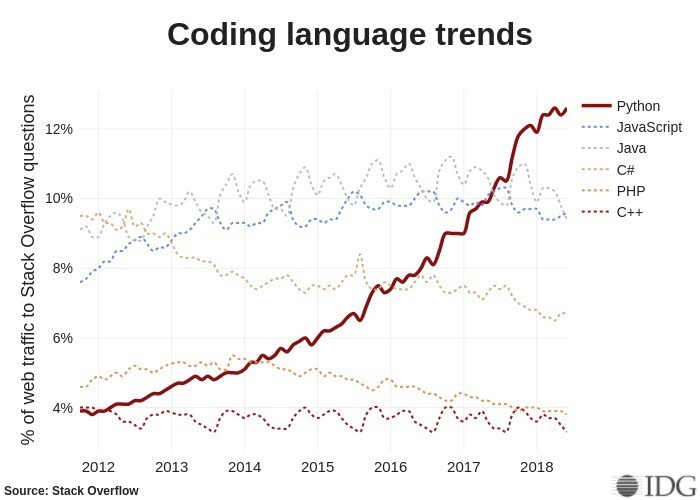 Coding language trends
% of web traffic to Stack Overflow questions
12%
10%
8%
6%
4%
2012 2013 2014 2015 2016 2017 2018
Python
JavaScript
Java
C#
PHP
C++
Source: Stack Overflow
IDG